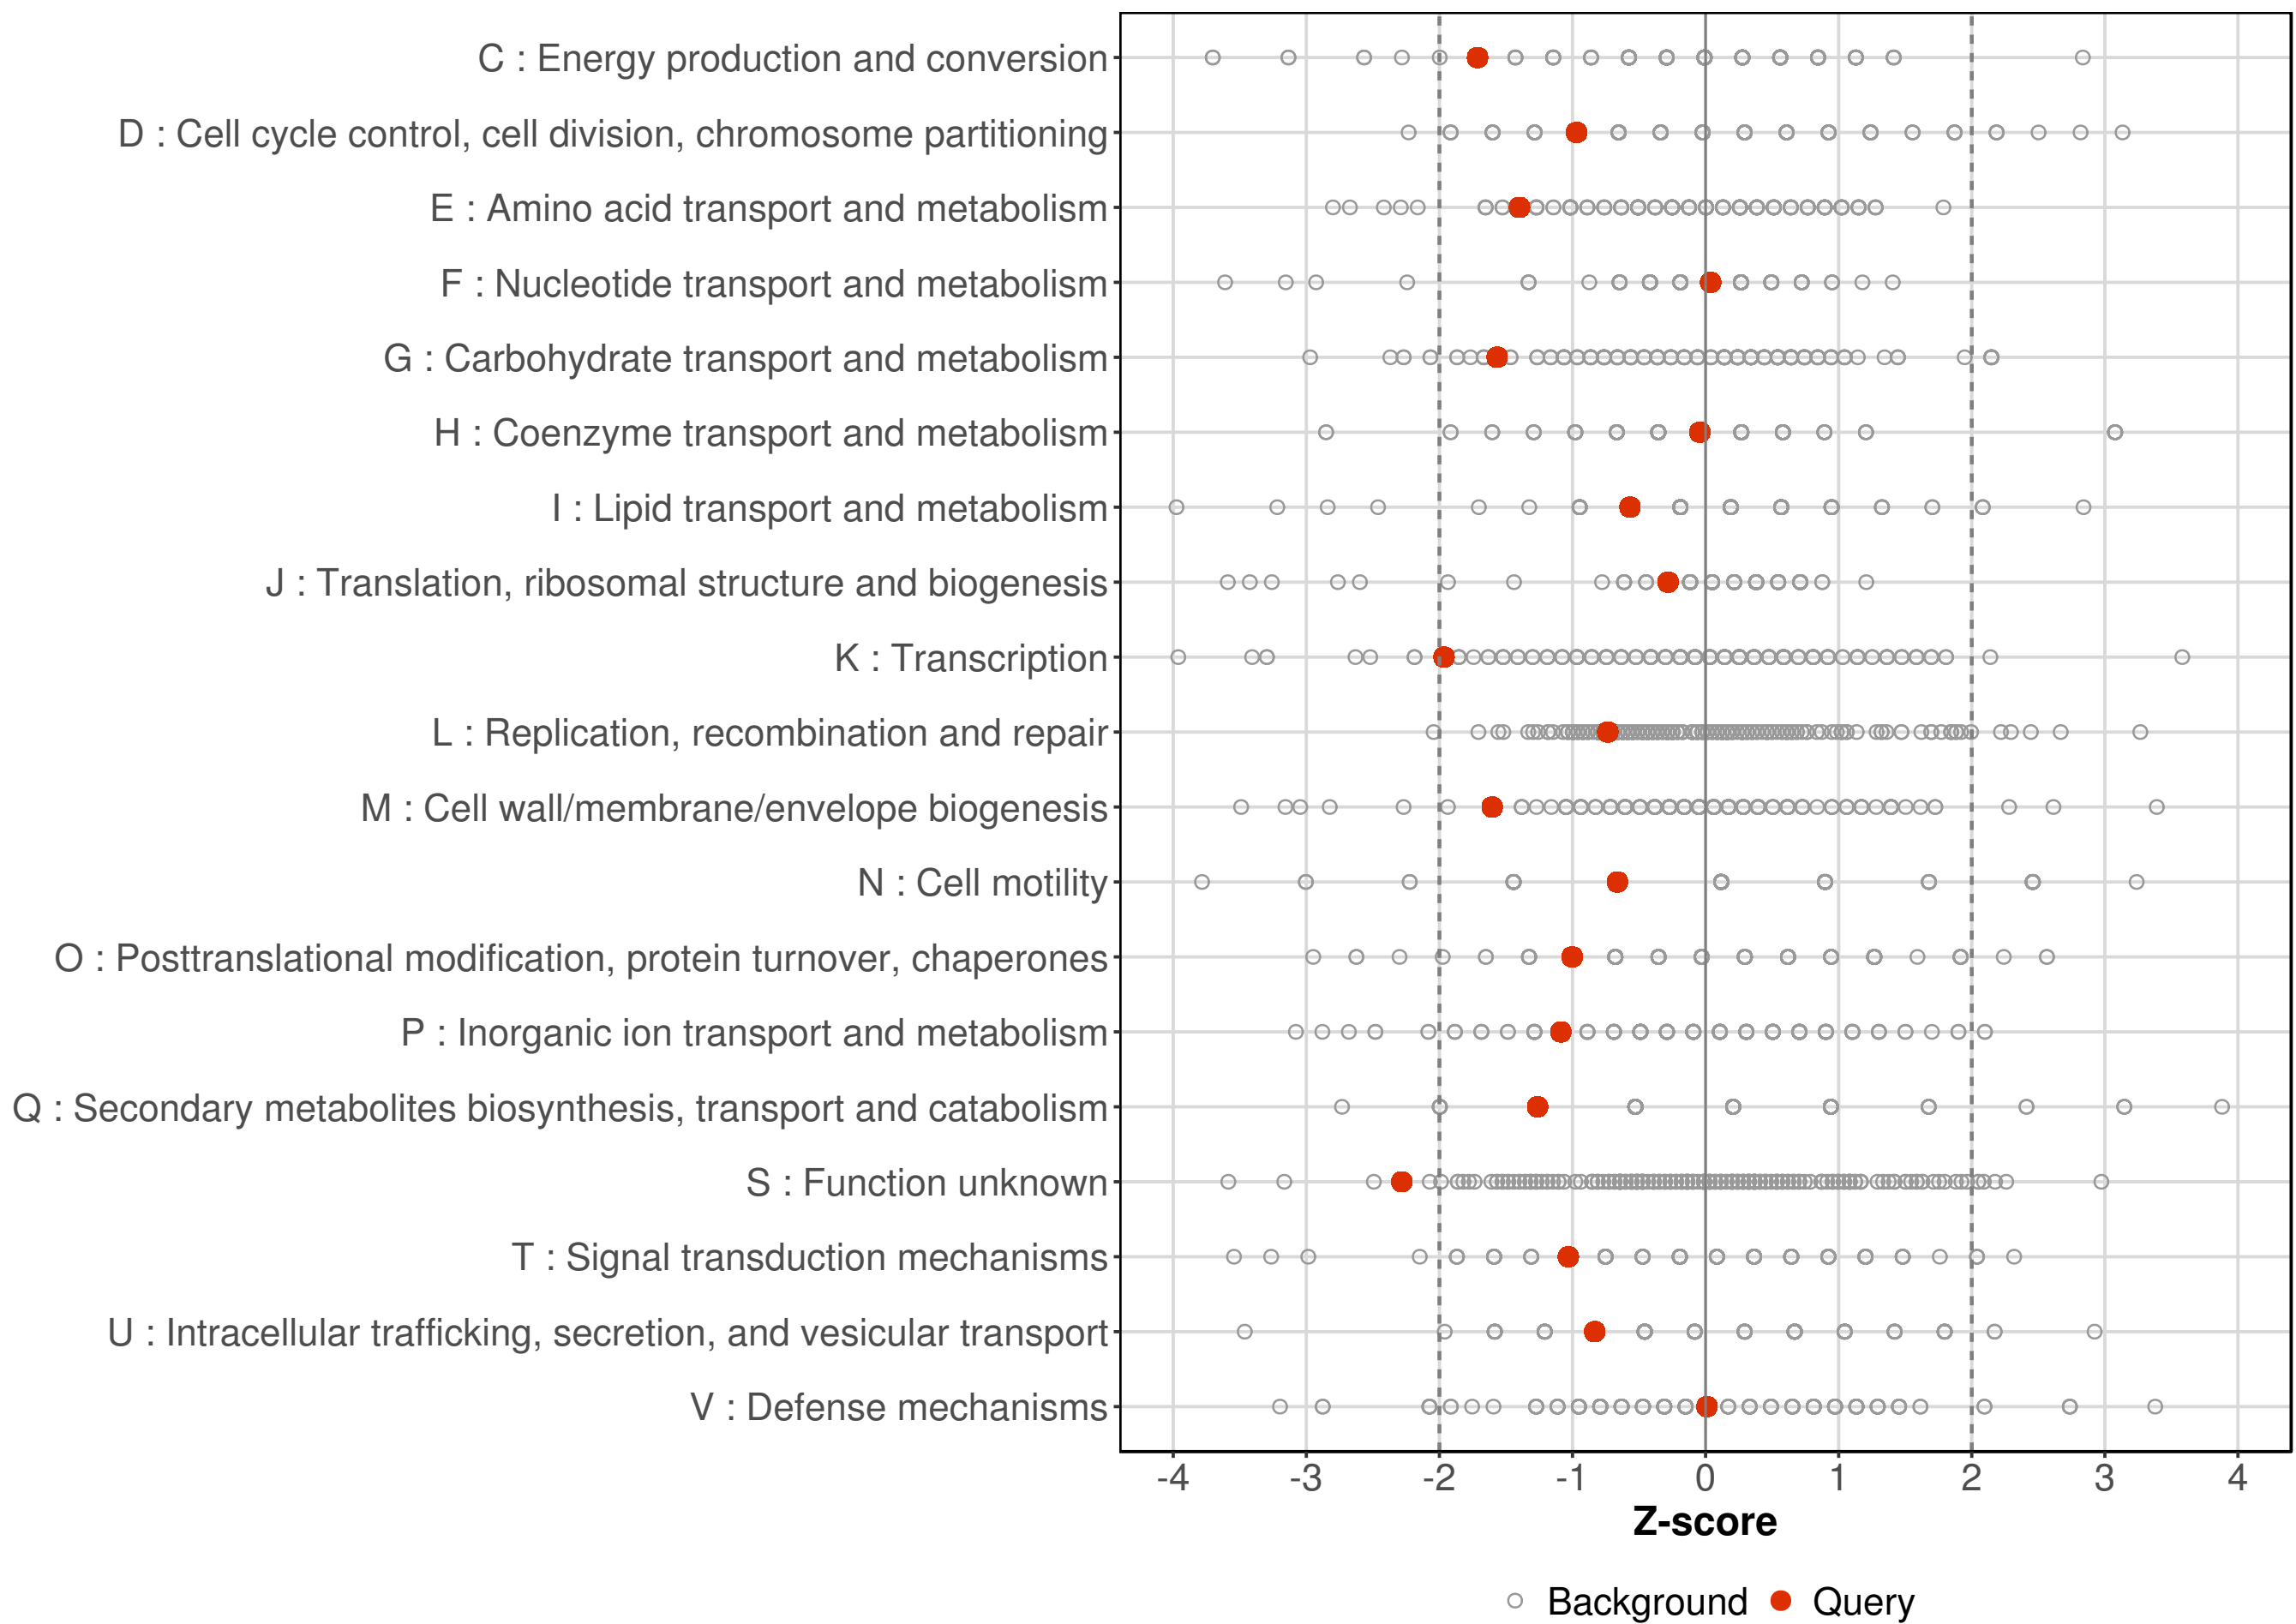 C : Energy production and conversion
D : Cell cycle control, cell division, chromosome partitioning
E : Amino acid transport and metabolism
F : Nucleotide transport and metabolism
G : Carbohydrate transport and metabolism
H : Coenzyme transport and metabolism
I : Lipid transport and metabolism
J : Translation, ribosomal structure and biogenesis
K : Transcription
L : Replication, recombination and repair
M : Cell wall/membrane/envelope biogenesis
N : Cell motility
O : Posttranslational modification, protein turnover, chaperones
P : Inorganic ion transport and metabolism
Q : Secondary metabolites biosynthesis, transport and catabolism
S : Function unknown
T : Signal transduction mechanisms
U : Intracellular trafficking, secretion, and vesicular transport
V : Defense mechanisms
-4 -3 -2 -1 0 1 2 3 4
Z-score
Background Query